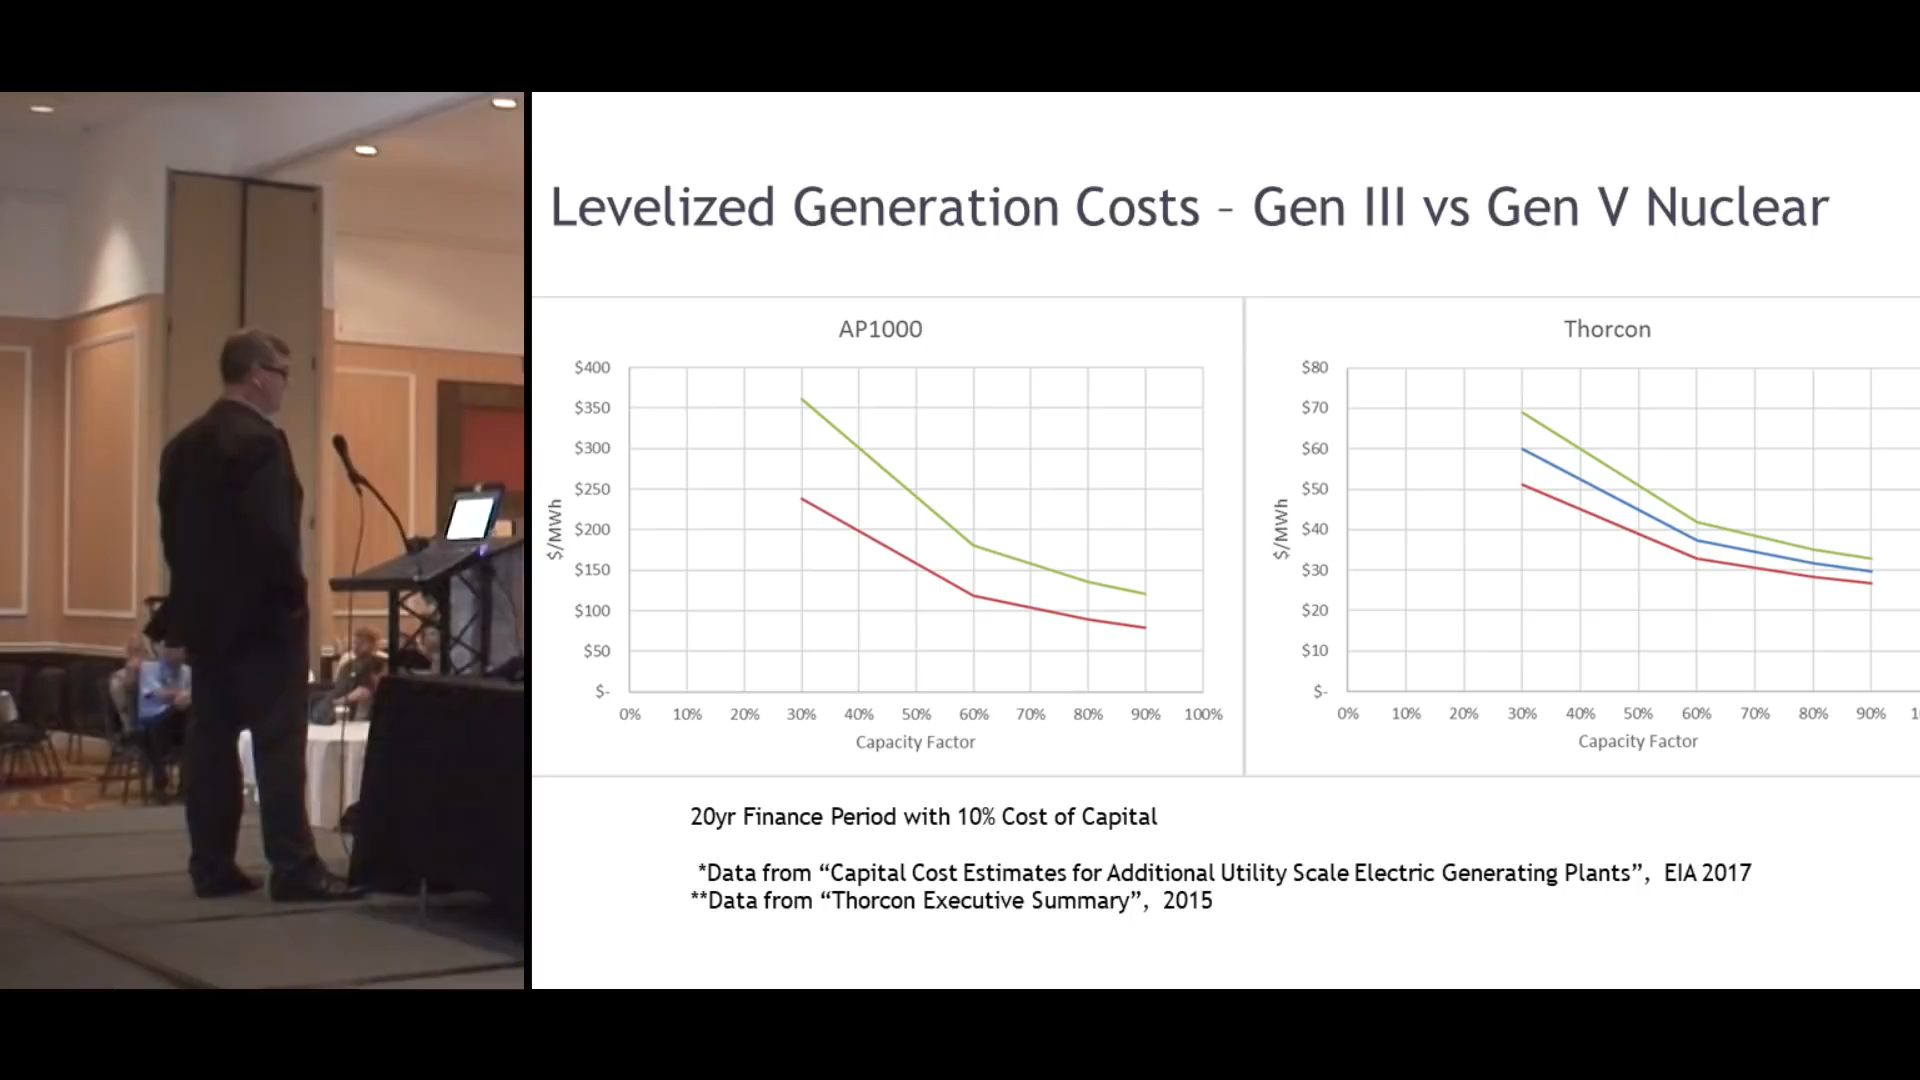 Levelized Generation Costs – Gen III vs Gen V Nuclear
AP1000
$400
$350
$300
$250
$200
$150
$100
$50
$-
$/MWh
0% 10% 20% 30% 40% 50% 60% 70% 80% 90% 100%
Capacity Factor
Thorcon
$80
$70
$60
$50
$40
$30
$20
$10
$-
$/MWh
0% 10% 20% 30% 40% 50% 60% 70% 80% 90%
Capacity Factor
20yr Finance Period with 10% Cost of Capital
*Data from “Capital Cost Estimates for Additional Utility Scale Electric Generating Plants”, EIA 2017
**Data from “Thorcon Executive Summary”, 2015